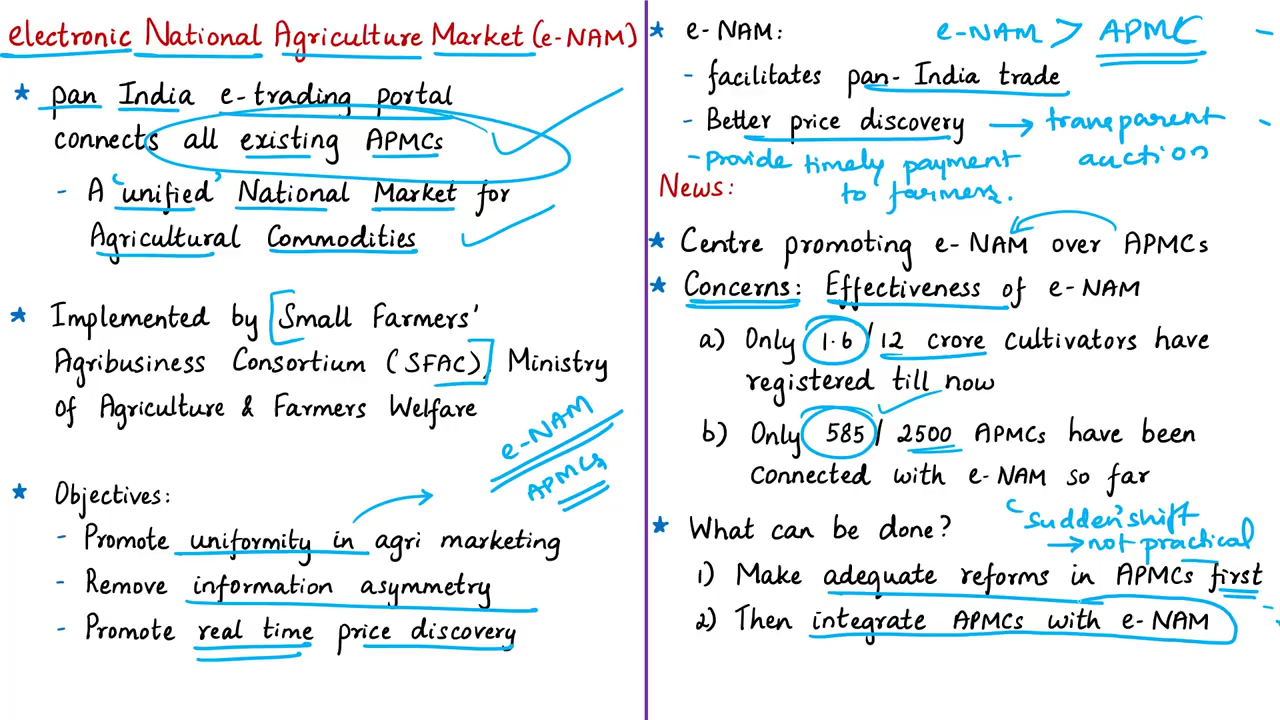 electronic National Agriculture Market (e-NAM)
* pan India e-trading portal
connects all existing APMCs
- A 'unified' National Market for
Agricultural Commodities
* Implemented by [Small Farmers'
Agribusiness Consortium (SFAC)], Ministry
of Agriculture & Farmers Welfare
e-NAM
APMCs
* Objectives:
- Promote uniformity in agri marketing
- Remove information asymmetry
- Promote real time price discovery
* e-NAM: e-NAM > APMC
- facilitates pan-India trade
- Better price discovery → transparent
auction
- provide timely payment
to farmers.
News:
* Centre promoting e-NAM over APMCs
* Concerns: Effectiveness of e-NAM
a) Only 1.6 / 12 crore cultivators have
registered till now
b) Only 585 / 2500 APMCs have been
connected with e-NAM so far
* What can be done?
'sudden' shift
→ not practical
1) Make adequate reforms in APMCs first
2) Then integrate APMCs with e-NAM